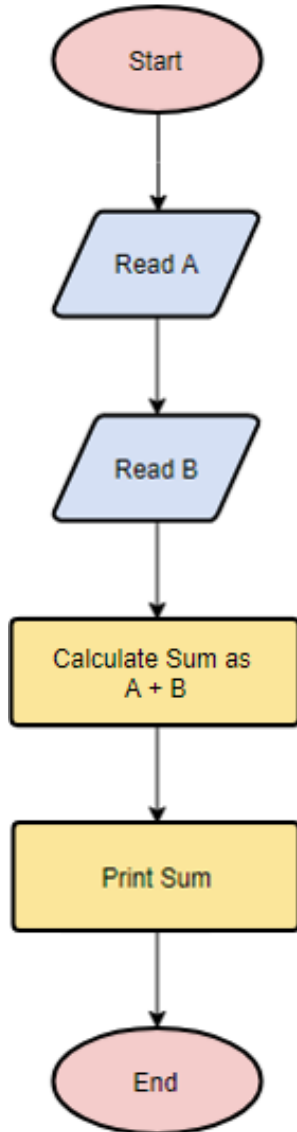 Start
Read A
Read B
Calculate Sum as
A + B
Print Sum
End